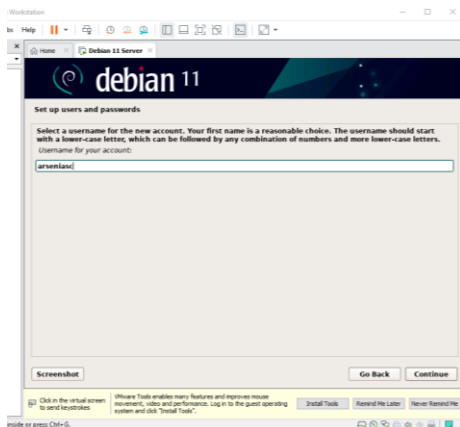 Workstation
Help
Home
Debian 11 Server
debian 11
Set up users and passwords
Select a username for the new account. Your first name is a reasonable choice. The username should start
with a lower-case letter, which can be followed by any combination of numbers and more lower-case letters.
Username for your account:
arseniasc
Screenshot
Go Back
Continue
Click in the virtual screen
to send keystrokes
VMware Tools enables many features and improves mouse
movement, video and performance. Log in to the guest operating
system and click "Install Tools".
Install Tools
Remind Me Later
Never Remind Me
inside or press Ctrl+G.